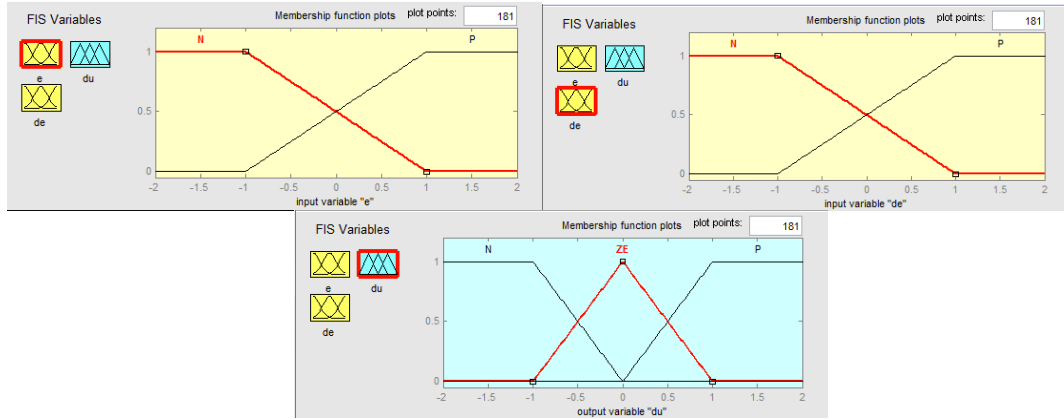 FIS Variables
Membership function plots plot points: 181
N P
e du
de
1
0.5
0
-2 -1.5 -1 -0.5 0 0.5 1 1.5 2
input variable "e"
FIS Variables
Membership function plots plot points: 181
N P
e du
de
1
0.5
0
-2 -1.5 -1 -0.5 0 0.5 1 1.5 2
input variable "de"
FIS Variables
Membership function plots plot points: 181
N ZE P
e du
de
1
0.5
0
-2 -1.5 -1 -0.5 0 0.5 1 1.5 2
output variable "du"